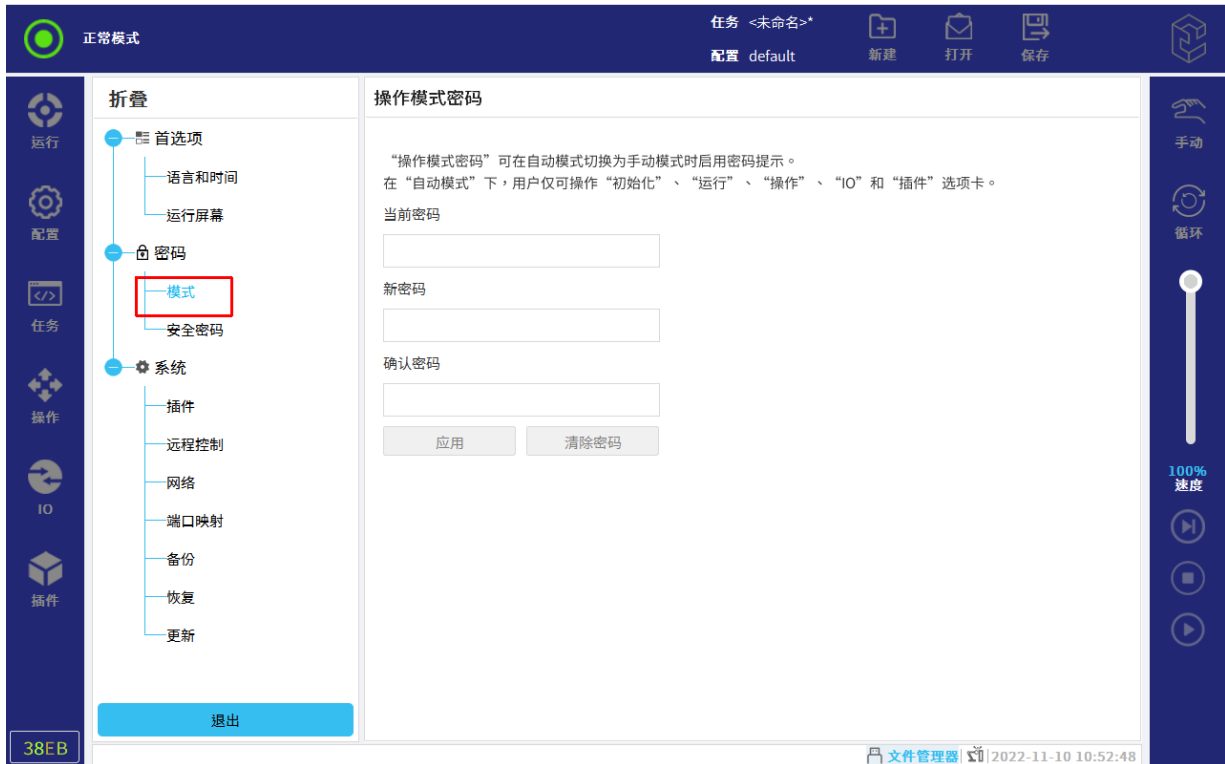 正常模式
任务 <未命名>*
配置 default
新建
打开
保存
运行
配置
任务
操作
IO
插件
38EB
折叠
首选项
语言和时间
运行屏幕
密码
模式
安全密码
系统
插件
远程控制
网络
端口映射
备份
恢复
更新
退出
操作模式密码
“操作模式密码”可在自动模式切换为手动模式时启用密码提示。
在“自动模式”下，用户仅可操作“初始化”、“运行”、“操作”、“IO”和“插件”选项卡。
当前密码
新密码
确认密码
应用
清除密码
手动
循环
100%
速度
文件管理器
2022-11-10 10:52:48